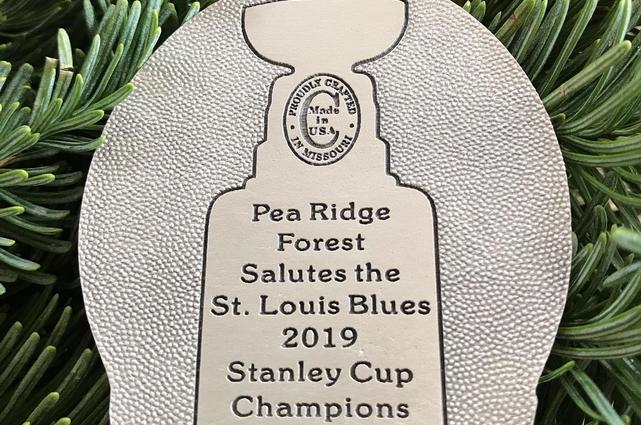 PROUDLY CRAFTED
C
Made
in
USA
IN MISSOURI
Pea Ridge
Forest
Salutes the
St. Louis Blues
2019
Stanley Cup
Champions